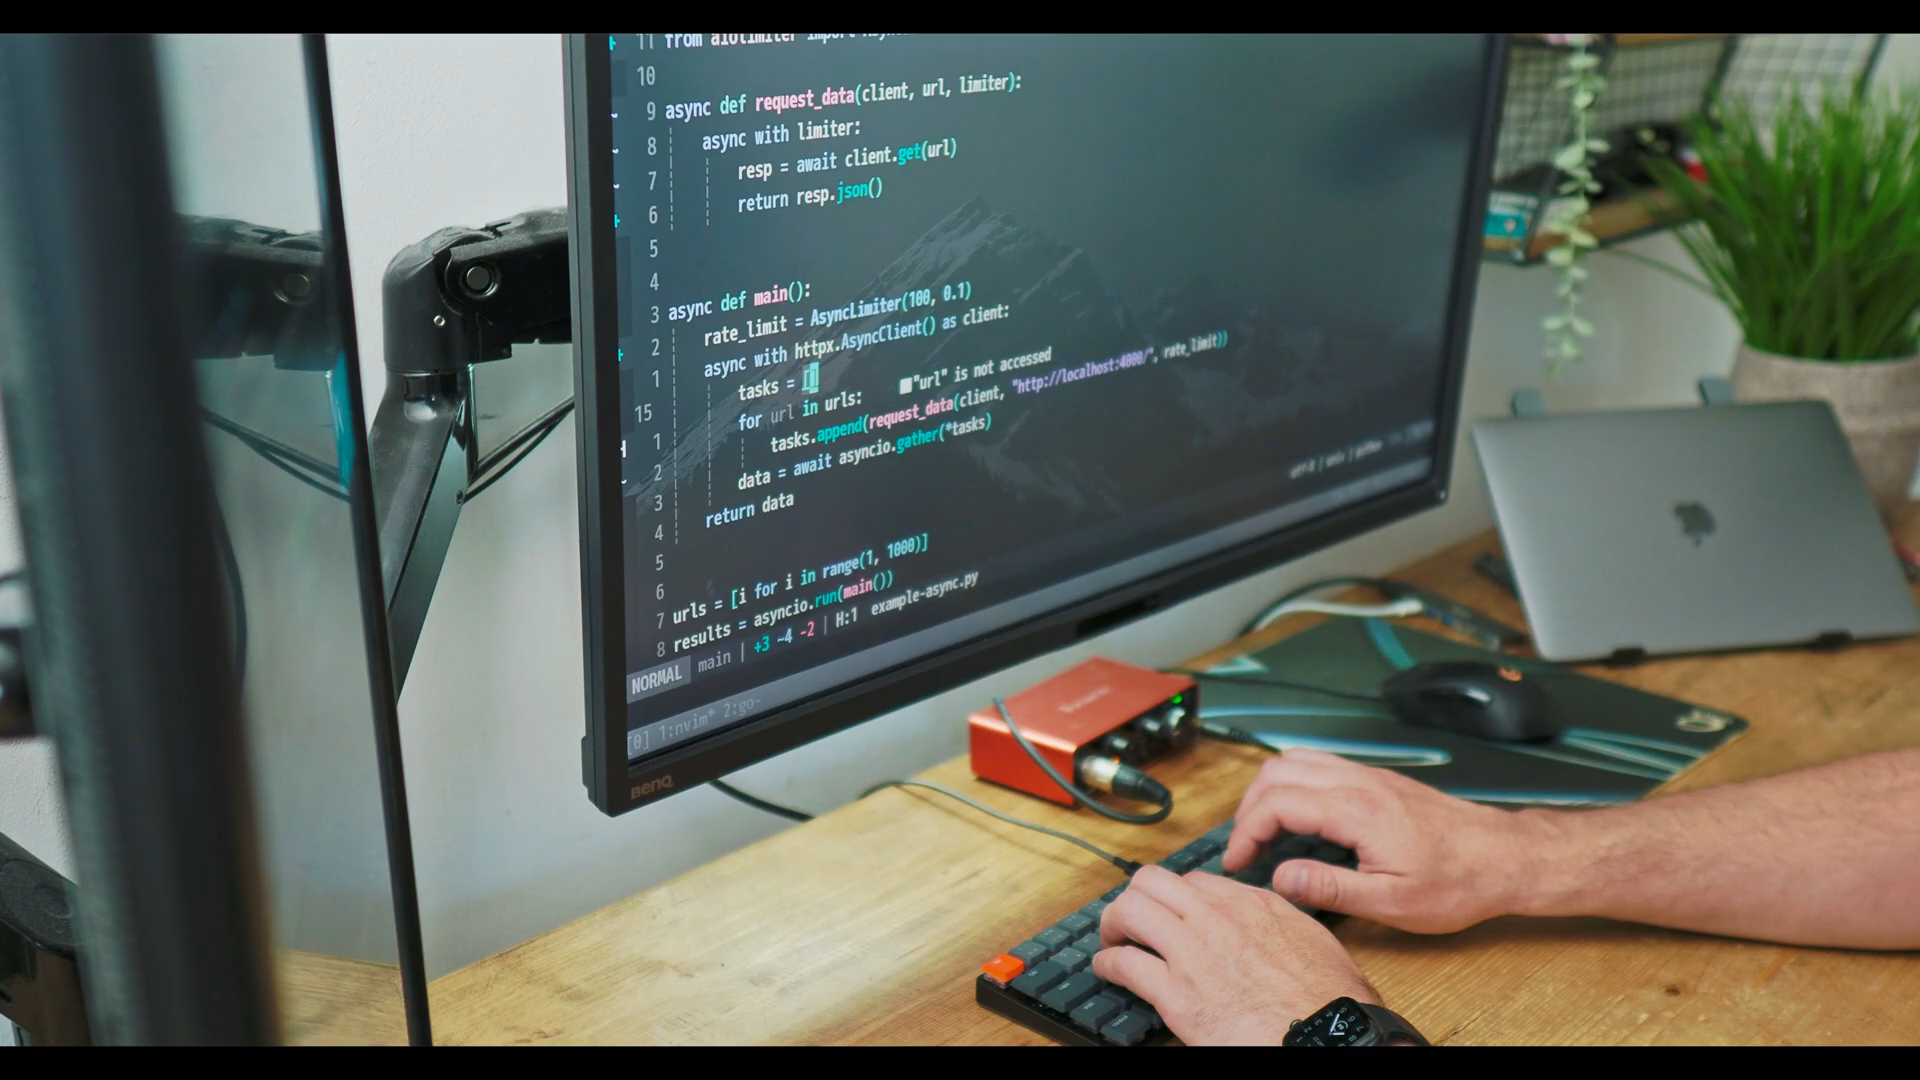 11 from aiolimiter import
10
9 async def request_data(client, url, limiter):
8 async with limiter:
7 resp = await client.get(url)
6 return resp.json()
5
4
3 async def main():
2 rate_limit = AsyncLimiter(100, 0.1)
1 async with httpx.AsyncClient() as client:
15 tasks = []
1 for url in urls: "url" is not accessed
2 tasks.append(request_data(client, "http://localhost:4000/", rate_limit))
3 data = await asyncio.gather(*tasks)
4 return data
5
6
7 urls = [i for i in range(1, 1000)]
8 results = asyncio.run(main())
NORMAL main | +3 ~4 -2 | H:1 example-async.py utf-8 | unix | python
[0] 1:nvim* 2:go-
BenQ